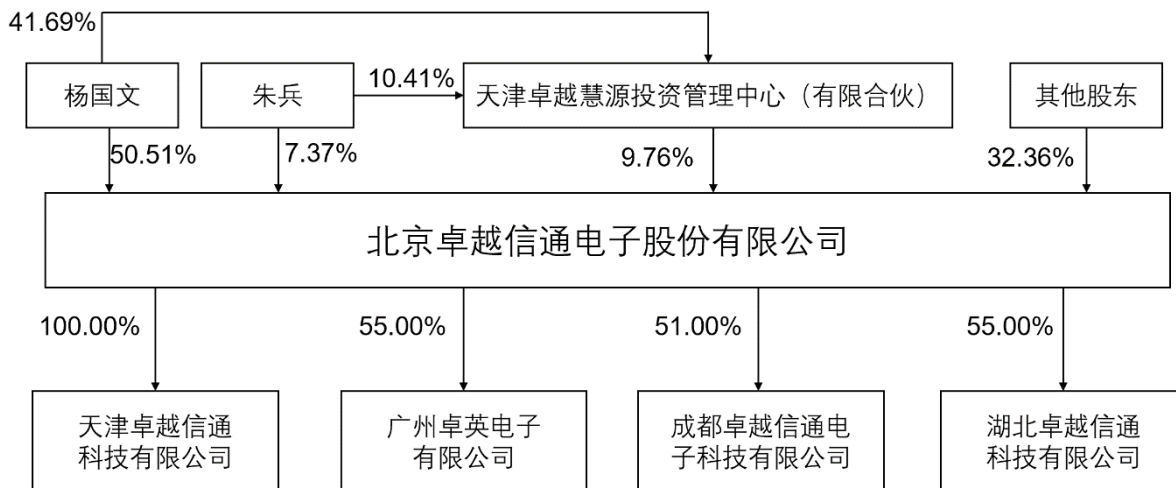 41.69%
杨国文
朱兵
10.41%
天津卓越慧源投资管理中心（有限合伙）
其他股东
50.51%
7.37%
9.76%
32.36%
北京卓越信通电子股份有限公司
100.00%
55.00%
51.00%
55.00%
天津卓越信通
科技有限公司
广州卓英电子
有限公司
成都卓越信通电
子科技有限公司
湖北卓越信通
科技有限公司